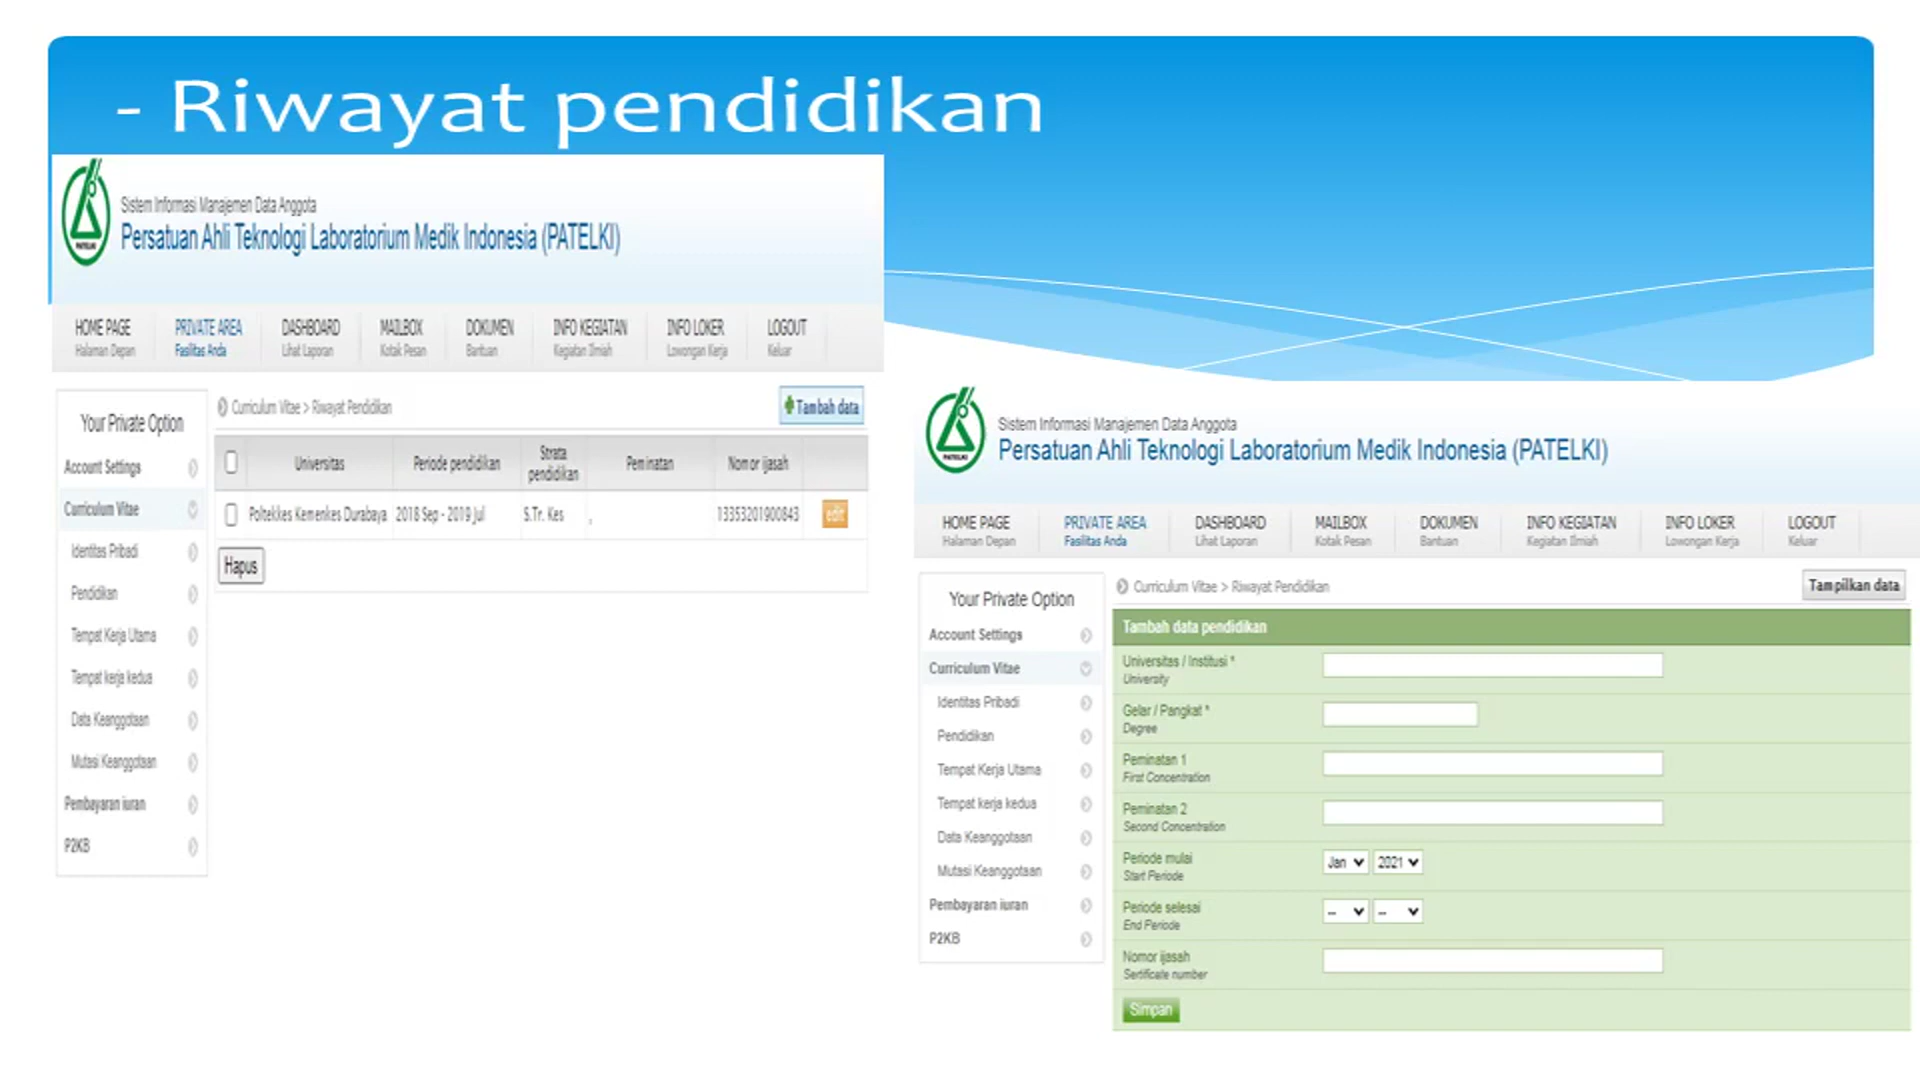 - Riwayat pendidikan
PATELKI
Sistem Informasi Manajemen Data Anggota
Persatuan Ahli Teknologi Laboratorium Medik Indonesia (PATELKI)
HOME PAGE PRIVATE AREA DASHBOARD MAILBOX DOKUMEN INFO KEGIATAN INFO LOKER LOGOUT
Halaman Depan Fasilitas Anda Lihat Laporan Kotak Pesan Bantuan Kegiatan Ilmiah Lowongan Kerja Keluar
Your Private Option
Account Settings
Curriculum Vitae
Identitas Pribadi
Pendidikan
Tempat Kerja Utama
Tempat kerja kedua
Data Keanggotaan
Mutasi Keanggotaan
Pembayaran iuran
P2KB
Curriculum Vitae > Riwayat Pendidikan
Tambah data
Universitas Periode pendidikan Strata pendidikan Peminatan Nomor ijasah
Poltekkes Kemenkes Durabaya 2018 Sep - 2019 Jul S.Tr. Kes , 13353201900843 edit
Hapus
PATELKI
Sistem Informasi Manajemen Data Anggota
Persatuan Ahli Teknologi Laboratorium Medik Indonesia (PATELKI)
HOME PAGE PRIVATE AREA DASHBOARD MAILBOX DOKUMEN INFO KEGIATAN INFO LOKER LOGOUT
Halaman Depan Fasilitas Anda Lihat Laporan Kotak Pesan Bantuan Kegiatan Ilmiah Lowongan Kerja Keluar
Your Private Option
Account Settings
Curriculum Vitae
Identitas Pribadi
Pendidikan
Tempat Kerja Utama
Tempat kerja kedua
Data Keanggotaan
Mutasi Keanggotaan
Pembayaran iuran
P2KB
Curriculum Vitae > Riwayat Pendidikan
Tampilkan data
Tambah data pendidikan
Universitas / Institusi *
University
Gelar / Pangkat *
Degree
Peminatan 1
First Concentration
Peminatan 2
Second Concentration
Periode mulai Jan 2021
Start Periode
Periode selesai -- --
End Periode
Nomor ijasah
Sertificate number
Simpan